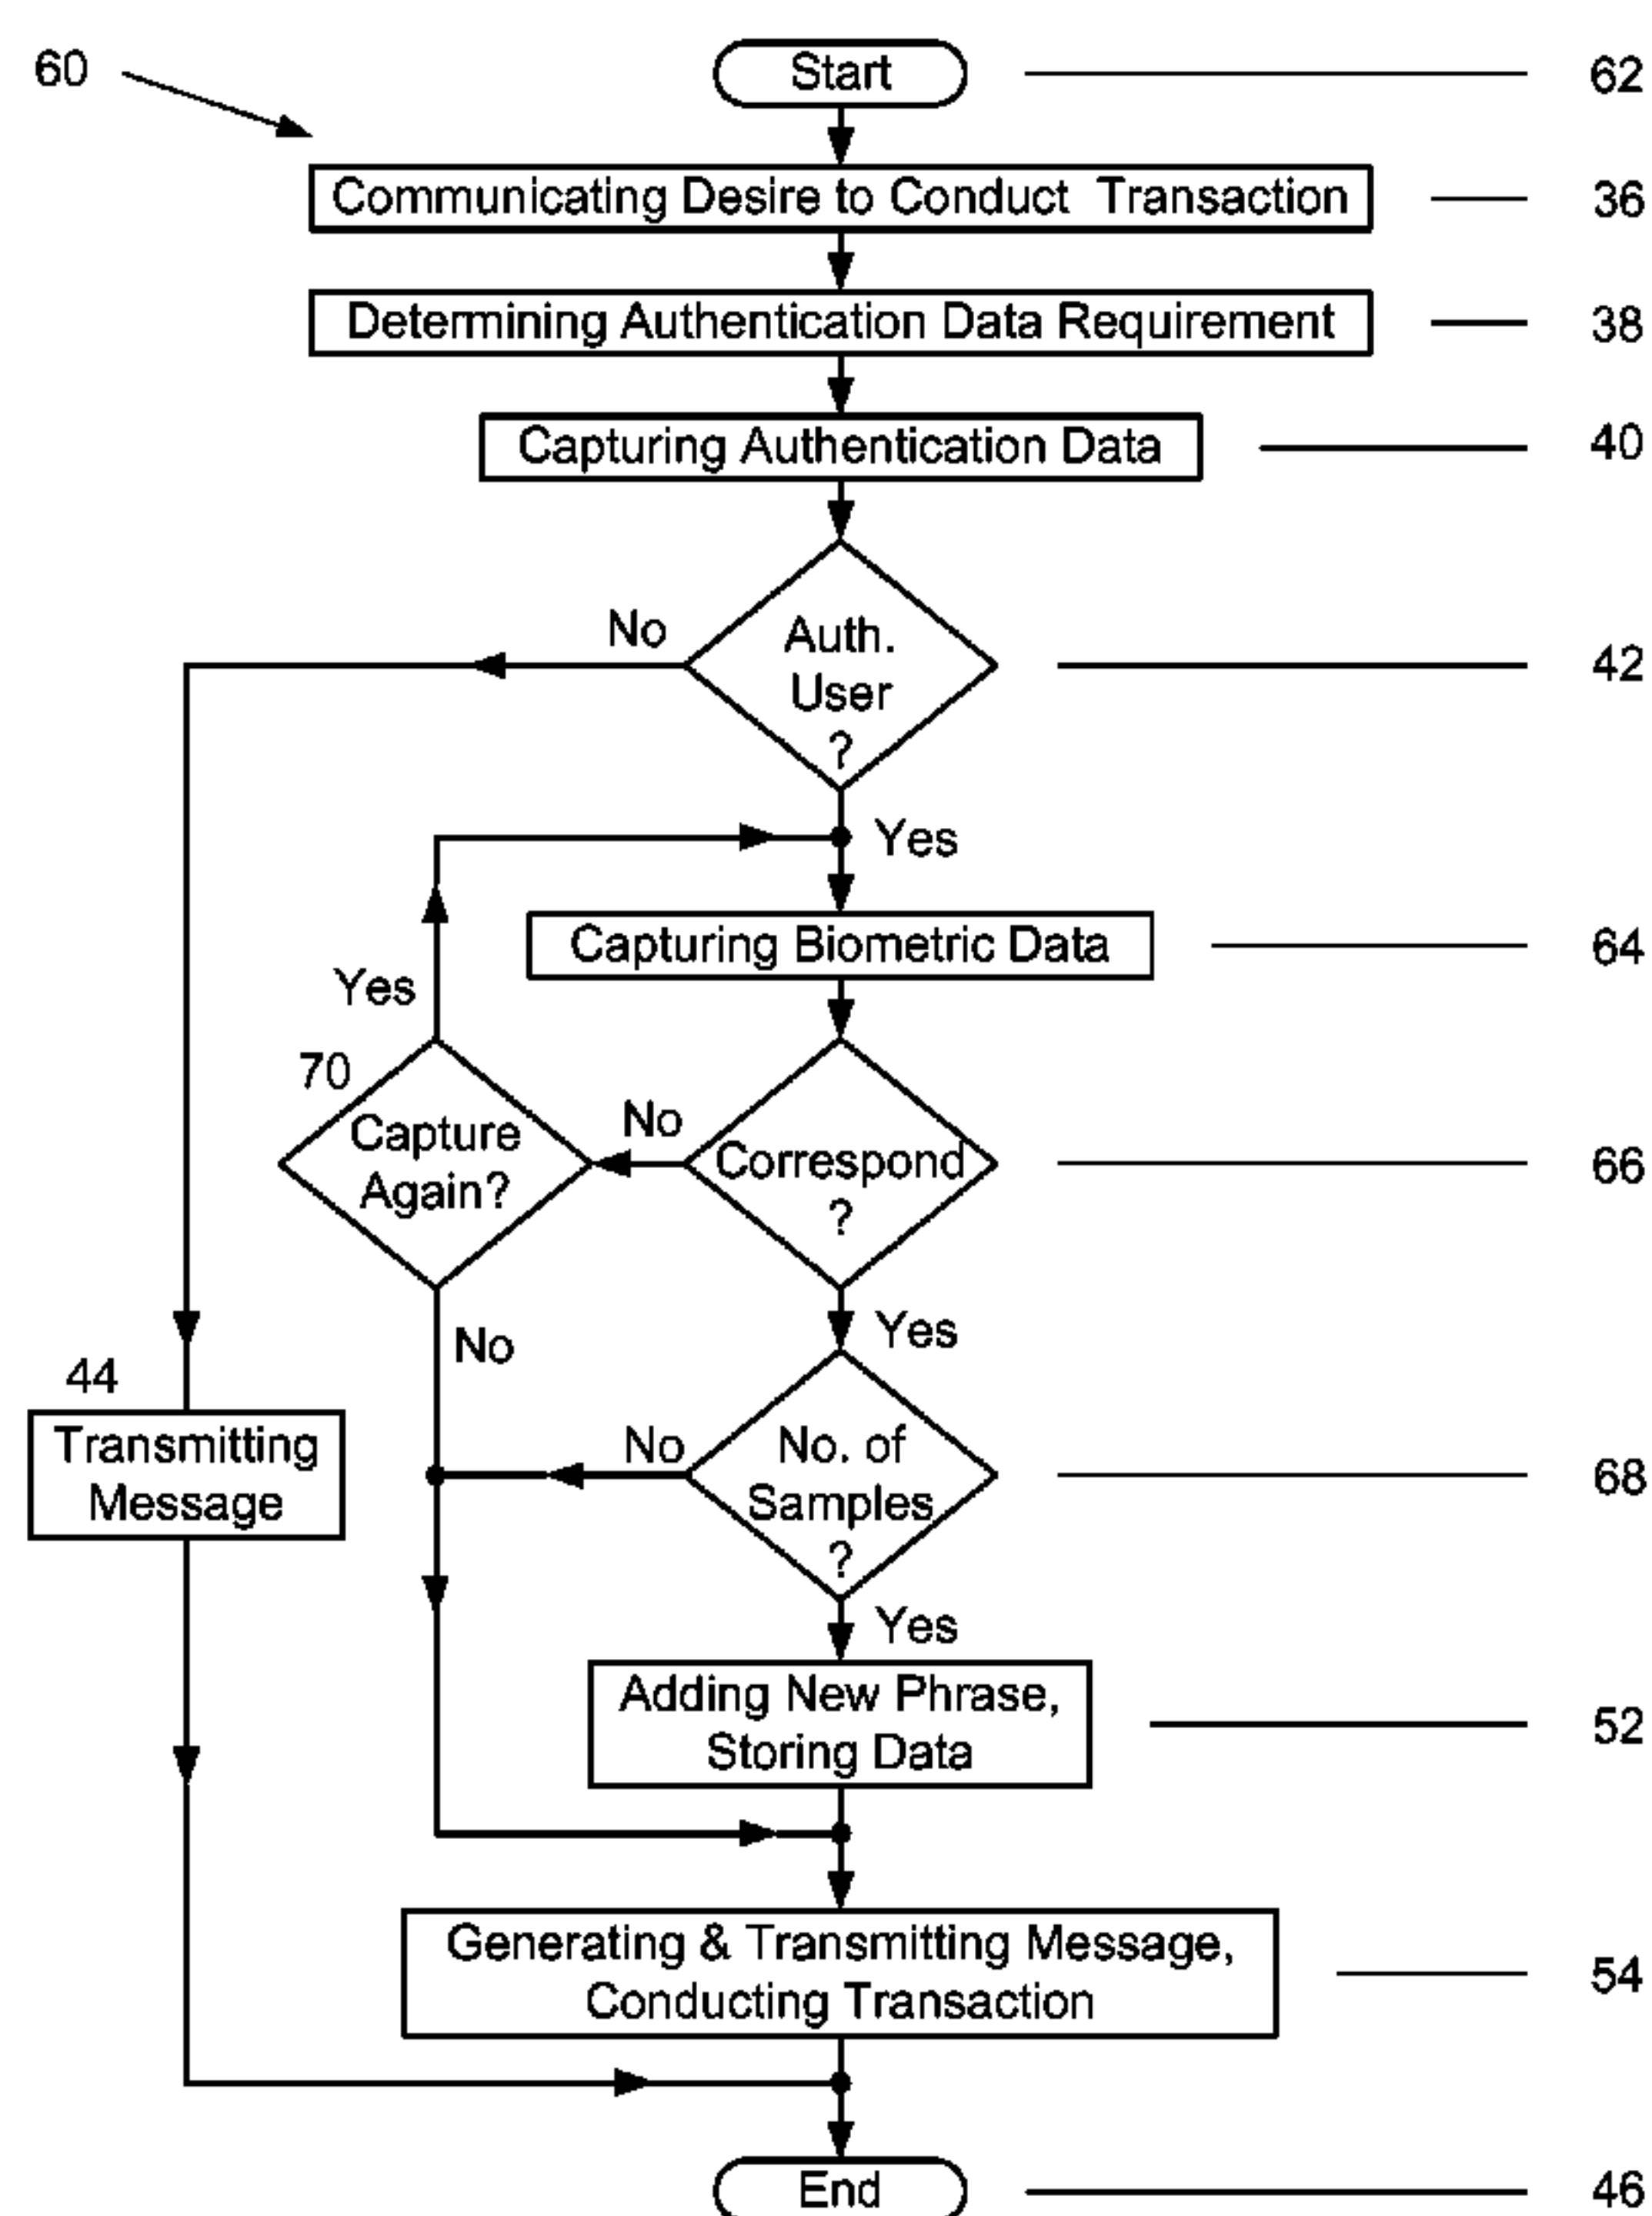 60
Start
62
Communicating Desire to Conduct Transaction
36
Determining Authentication Data Requirement
38
Capturing Authentication Data
40
No
Auth.
User
?
42
Yes
Capturing Biometric Data
64
Yes
70
Capture
Again?
No
Correspond
?
66
No
Yes
44
Transmitting
Message
No
No. of
Samples
?
68
Yes
Adding New Phrase,
Storing Data
52
Generating & Transmitting Message,
Conducting Transaction
54
End
46